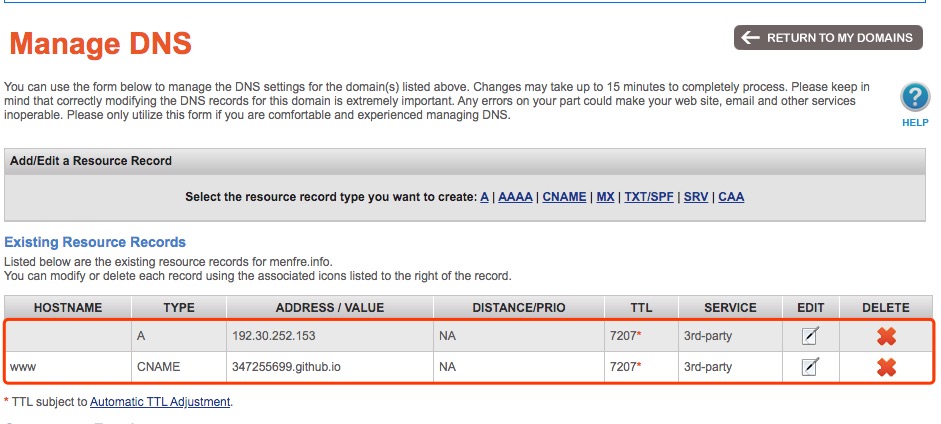 Manage DNS
RETURN TO MY DOMAINS
You can use the form below to manage the DNS settings for the domain(s) listed above. Changes may take up to 15 minutes to completely process. Please keep in
mind that correctly modifying the DNS records for this domain is extremely important. Any errors on your part could make your web site, email and other services
inoperable. Please only utilize this form if you are comfortable and experienced managing DNS.
?
HELP
Add/Edit a Resource Record
Select the resource record type you want to create: A | AAAA | CNAME | MX | TXT/SPF | SRV | CAA
Existing Resource Records
Listed below are the existing resource records for menfre.info.
You can modify or delete each record using the associated icons listed to the right of the record.
HOSTNAME TYPE ADDRESS / VALUE DISTANCE/PRIO TTL SERVICE EDIT DELETE
A 192.30.252.153 NA 7207* 3rd-party
www CNAME 347255699.github.io NA 7207* 3rd-party
* TTL subject to Automatic TTL Adjustment.